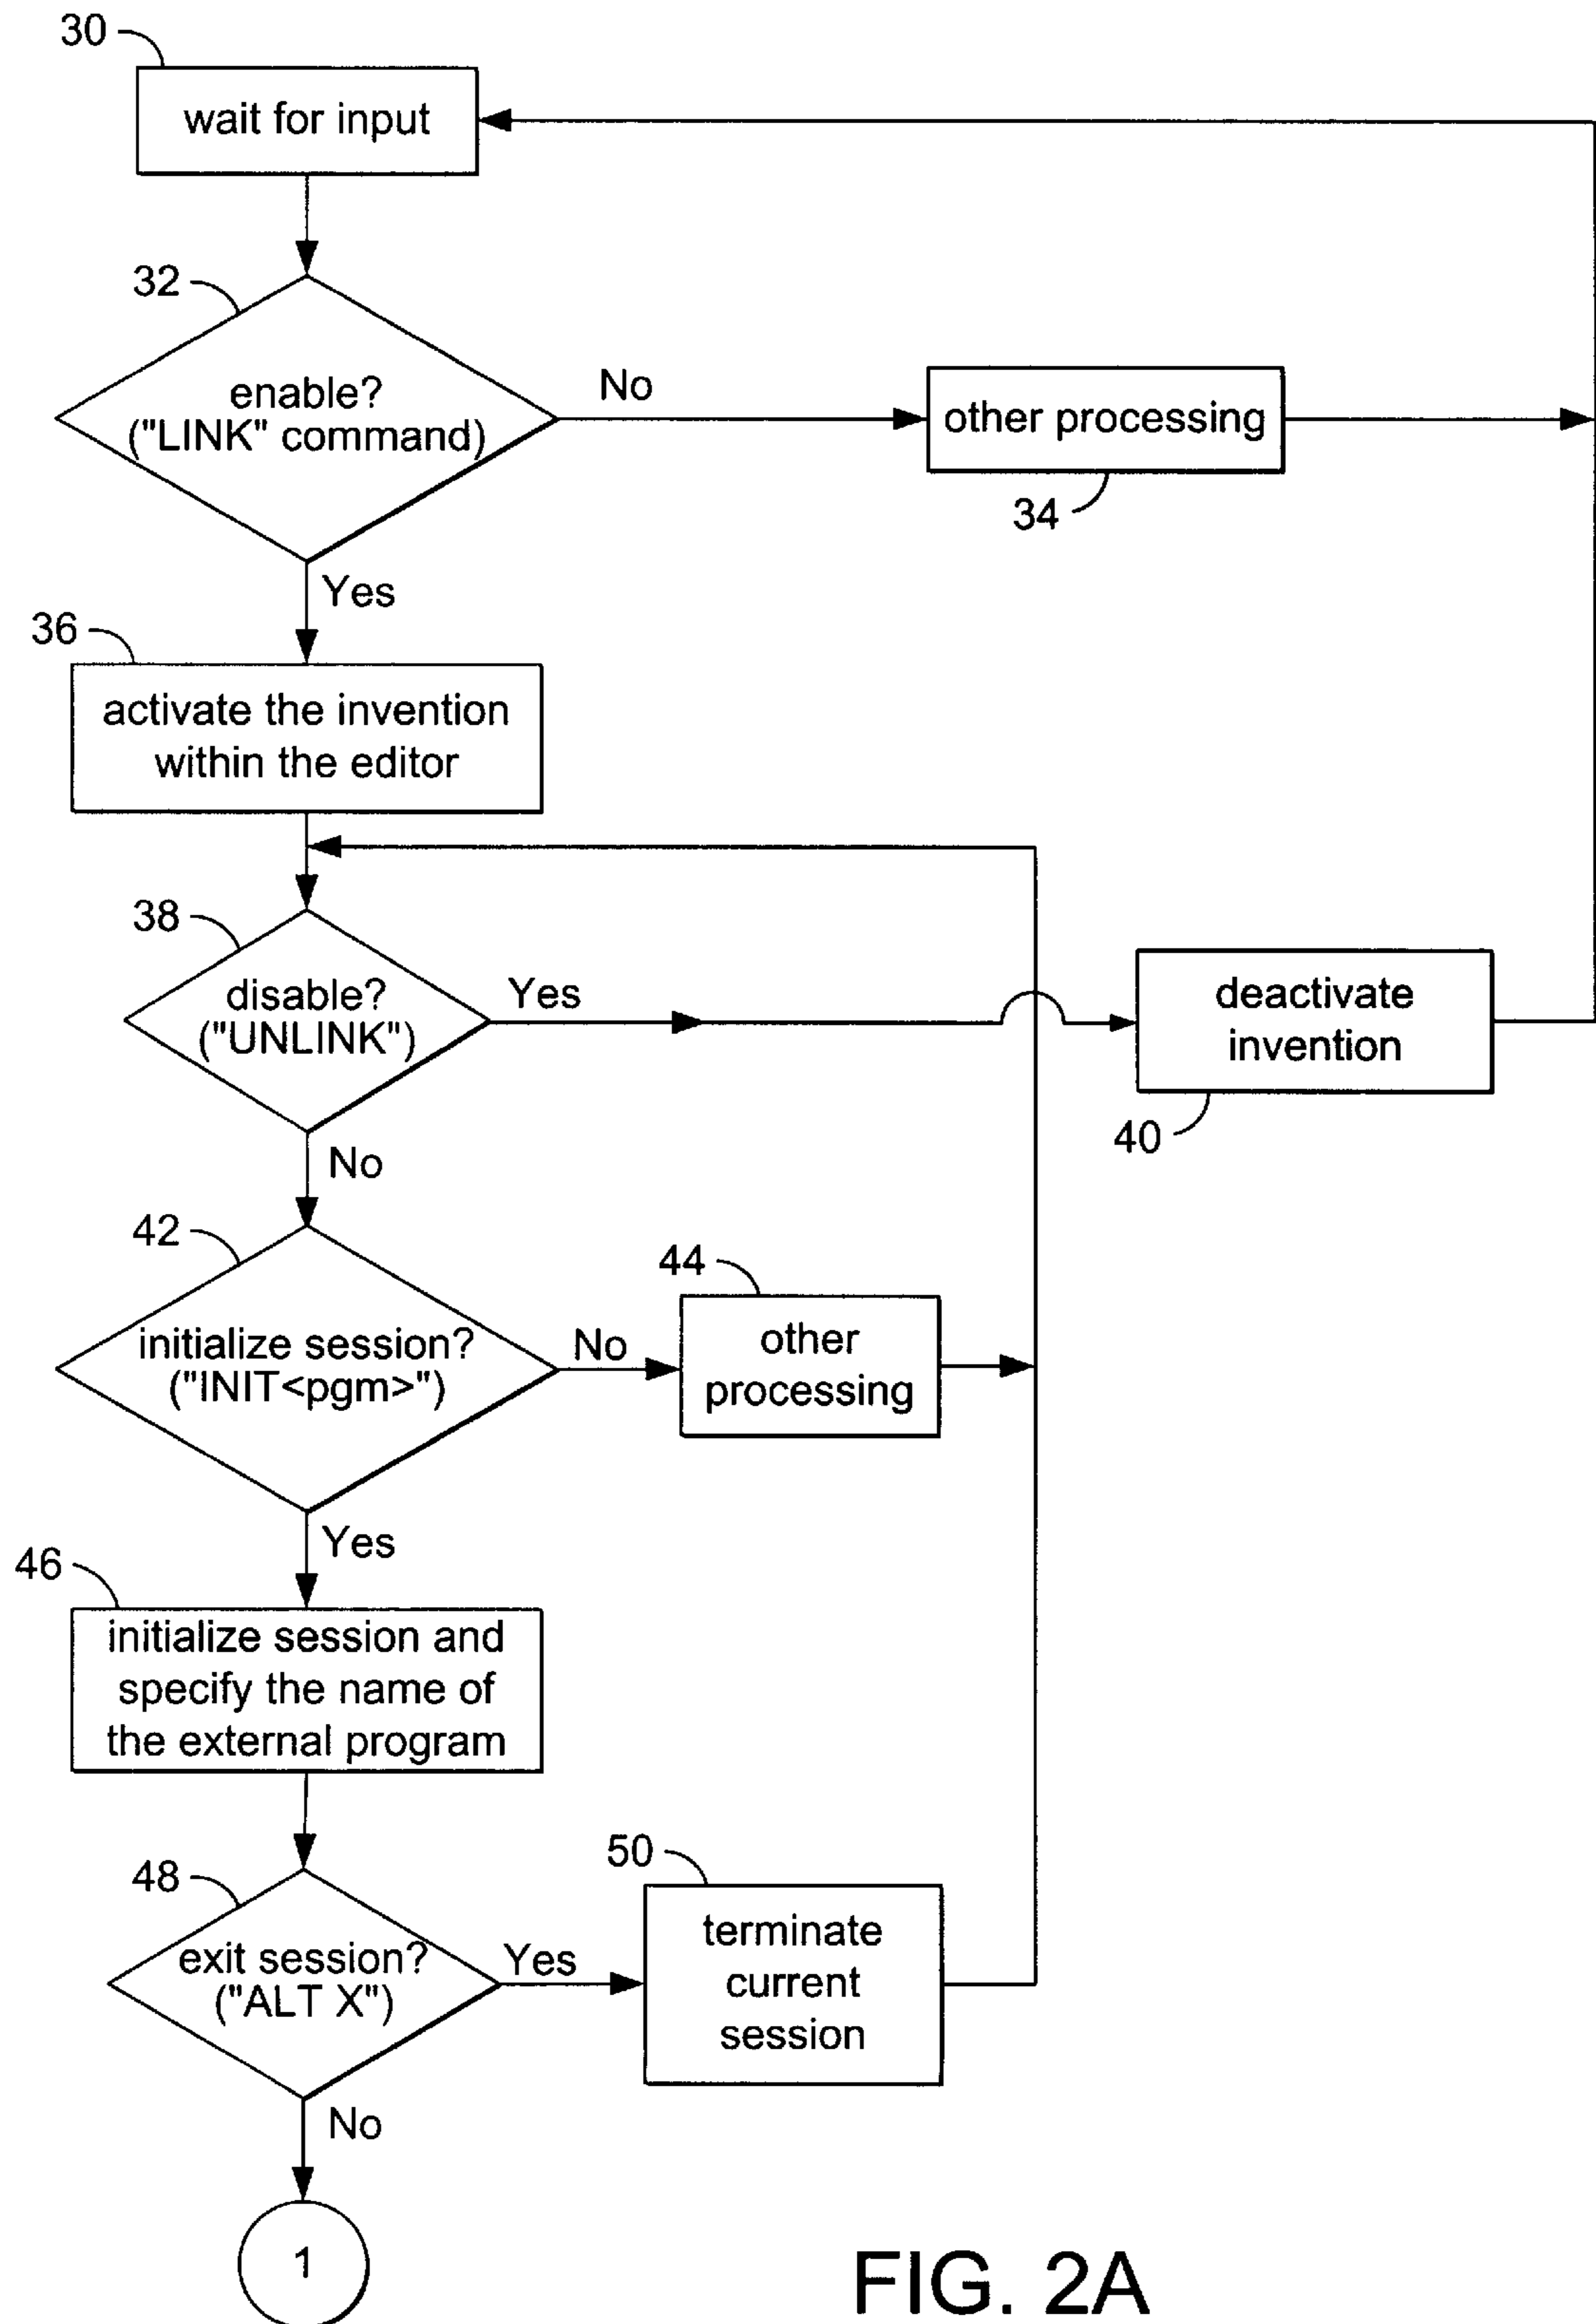 30
wait for input
32
enable?
("LINK" command)
No
other processing
34
Yes
36
activate the invention
within the editor
38
disable?
("UNLINK")
Yes
deactivate
invention
40
No
42
initialize session?
("INIT<pgm>")
No
44
other
processing
Yes
46
initialize session and
specify the name of
the external program
48
exit session?
("ALT X")
Yes
50
terminate
current
session
No
1
FIG. 2A